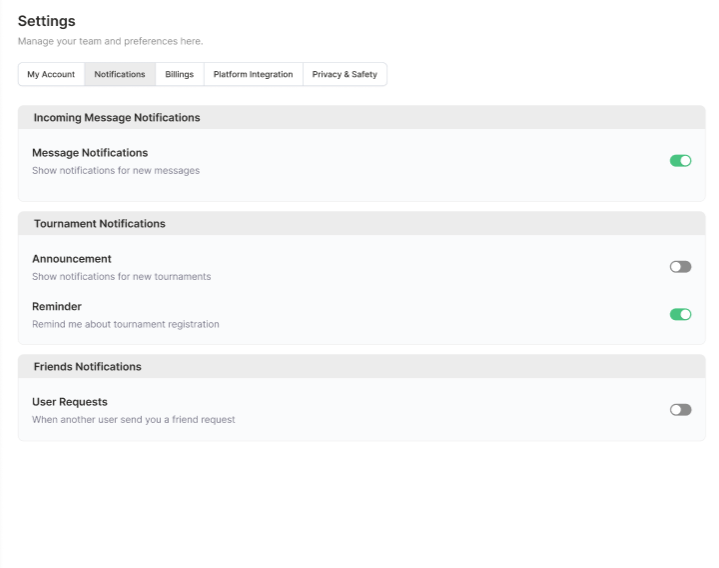 Settings
Manage your team and preferences here.
My Account Notifications Billings Platform Integration Privacy & Safety
Incoming Message Notifications
Message Notifications
Show notifications for new messages
Tournament Notifications
Announcement
Show notifications for new tournaments
Reminder
Remind me about tournament registration
Friends Notifications
User Requests
When another user send you a friend request